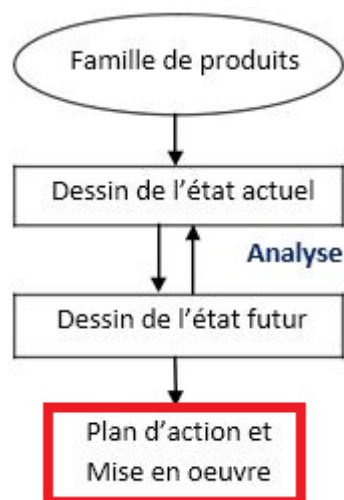 Famille de produits
Dessin de l'état actuel
Analyse
Dessin de l'état futur
Plan d'action et
Mise en oeuvre